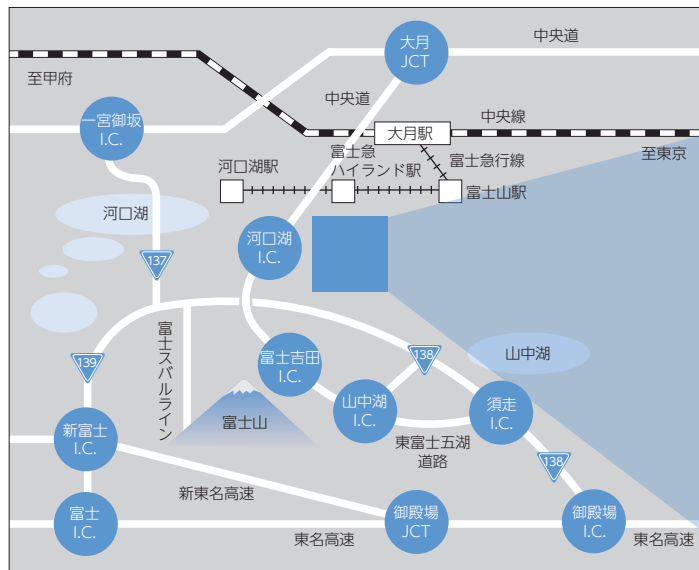 大月
JCT
中央道
至甲府
中央道
一宮御坂
I.C.
中央線
大月駅
至東京
富士急
ハイランド駅
富士急行線
河口湖駅
富士山駅
河口湖
河口湖
I.C.
137
富士スバルライン
139
富士吉田
I.C.
138
山中湖
富士山
山中湖
I.C.
須走
I.C.
新富士
I.C.
東富士五湖
道路
138
新東名高速
富士
I.C.
御殿場
JCT
御殿場
I.C.
東名高速
東名高速